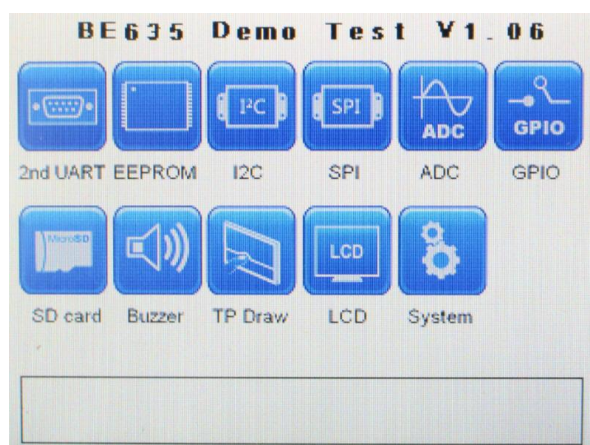 BE635 Demo Test V1.06
I²C SPI ADC GPIO
2nd UART EEPROM I2C SPI ADC GPIO
MicroSD LCD
SD card Buzzer TP Draw LCD System